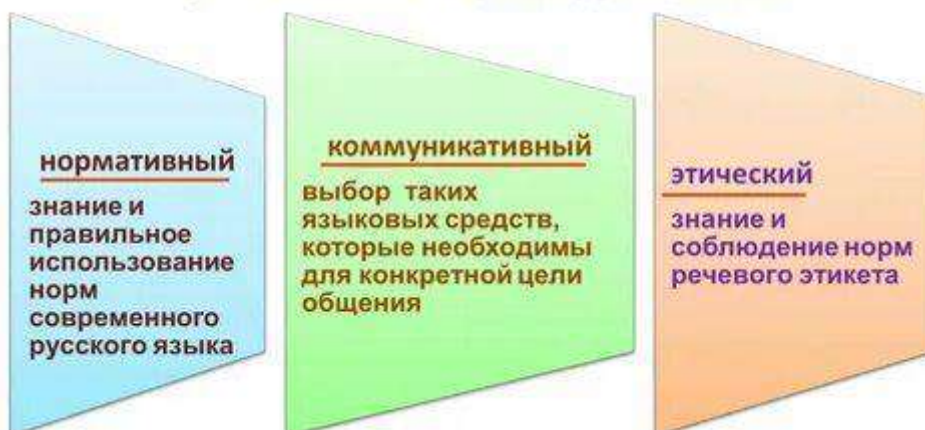 нормативный
знание и
правильное
использование
норм
современного
русского языка
коммуникативный
выбор таких
языковых средств,
которые необходимы
для конкретной цели
общения
этический
знание и
соблюдение норм
речевого этикета